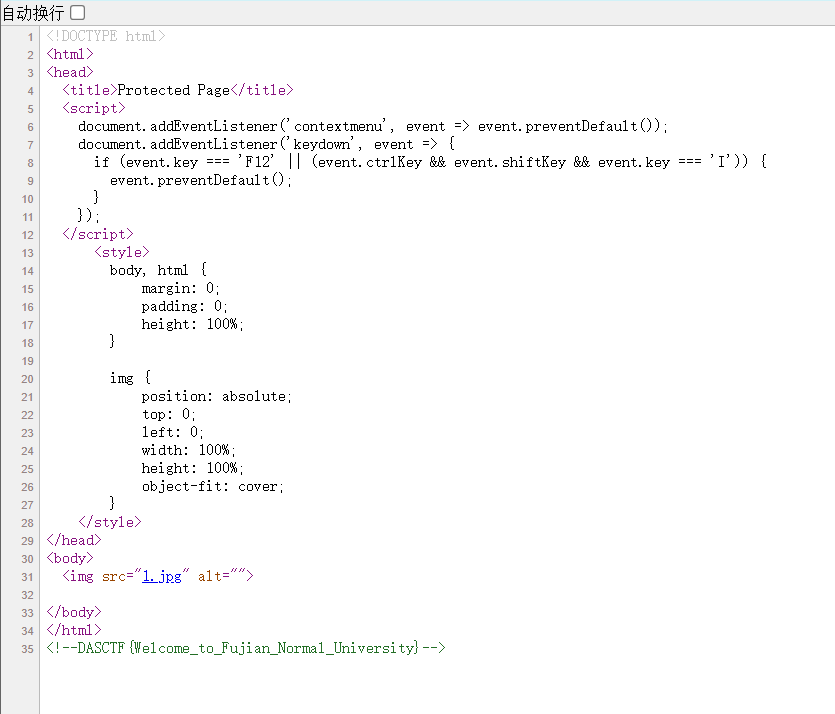 自动换行
1 <!DOCTYPE html>
2 <html>
3 <head>
4 <title>Protected Page</title>
5 <script>
6 document.addEventListener('contextmenu', event => event.preventDefault());
7 document.addEventListener('keydown', event => {
8 if (event.key === 'F12' || (event.ctrlKey && event.shiftKey && event.key === 'I')) {
9 event.preventDefault();
10 }
11 });
12 </script>
13 <style>
14 body, html {
15 margin: 0;
16 padding: 0;
17 height: 100%;
18 }
19
20 img {
21 position: absolute;
22 top: 0;
23 left: 0;
24 width: 100%;
25 height: 100%;
26 object-fit: cover;
27 }
28 </style>
29 </head>
30 <body>
31 <img src="1.jpg" alt="">
32
33 </body>
34 </html>
35 <!--DASCTF{Welcome_to_Fujian_Normal_University}-->